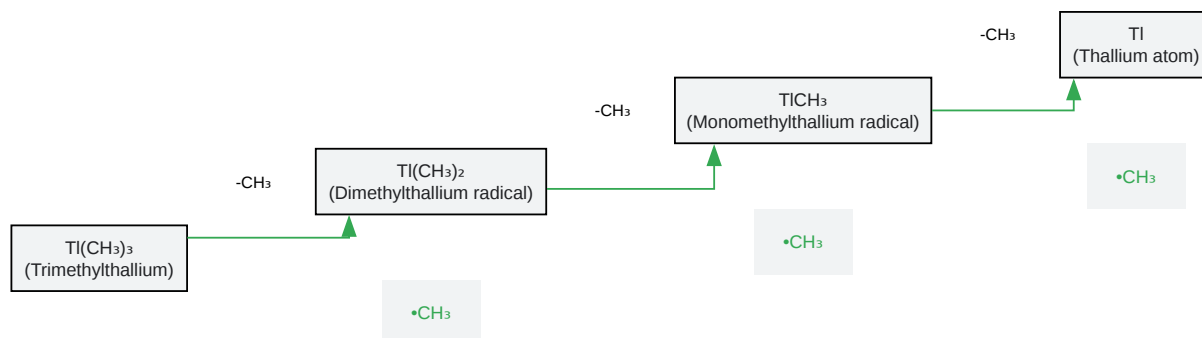 -CH₃
Tl
(Thallium atom)
-CH₃
TlCH₃
(Monomethylthallium radical)
-CH₃
Tl(CH₃)₂
(Dimethylthallium radical)
•CH₃
•CH₃
Tl(CH₃)₃
(Trimethylthallium)
•CH₃